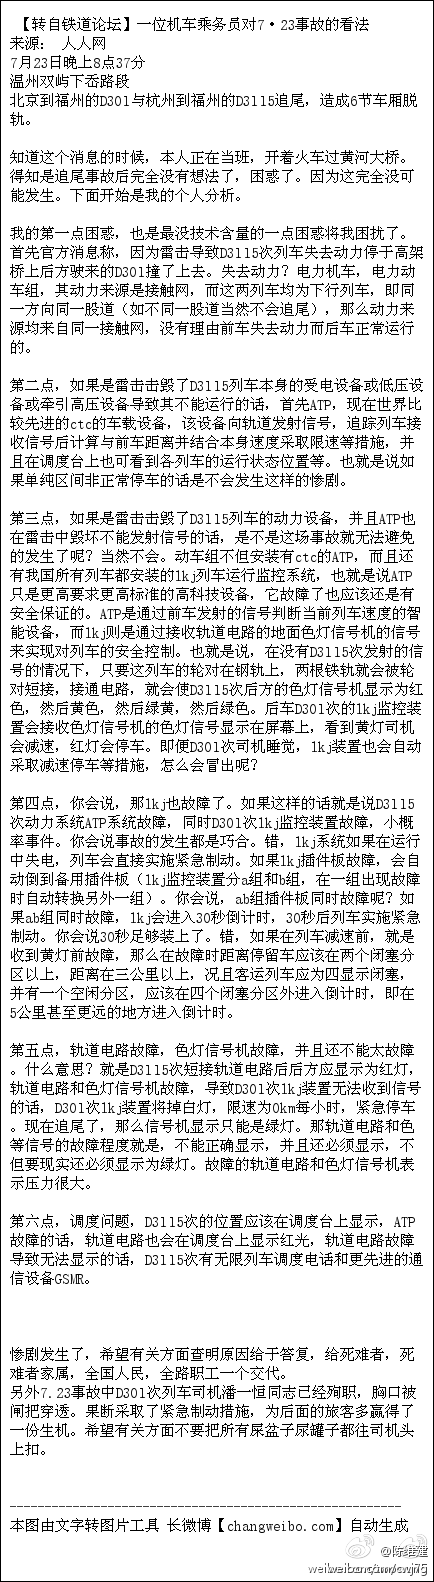 【转自铁道论坛】一位机车乘务员对7·23事故的看法
来源： 人人网
7月23日晚上8点37分
温州双屿下岙路段
北京到福州的D301与杭州到福州的D3115追尾，造成6节车厢脱
轨。
知道这个消息的时候，本人正在当班，开着火车过黄河大桥。
得知是追尾事故后完全没有想法了，困惑了。因为这完全没可
能发生。下面开始是我的个人分析。
我的第一点困惑，也是最没技术含量的一点困惑将我困扰了。
首先官方消息称，因为雷击导致D3115次列车失去动力停于高架
桥上后方驶来的D301撞了上去。失去动力？电力机车，电力动
车组，其动力来源是接触网，而这两列车均为下行列车，即同
一方向同一股道（如不同一股道当然不会追尾），那么动力来
源均来自同一接触网，没有理由前车失去动力而后车正常运行
的。
第二点，如果是雷击击毁了D3115列车本身的受电设备或低压设
备或牵引高压设备导致其不能运行的话，首先ATP，现在世界比
较先进的ctc的车载设备，该设备向轨道发射信号，追踪列车接
收信号后计算与前车距离并结合本身速度采取限速等措施，并
且在调度台上也可看到各列车的运行状态位置等。也就是说如
果单纯区间非正常停车的话是不会发生这样的惨剧。
第三点，如果是雷击击毁了D3115列车的动力设备，并且ATP也
在雷击中毁坏不能发射信号的话，是不是这场事故就无法避免
的发生了呢？当然不会。动车组不但安装有ctc的ATP，而且还
有我国所有列车都安装的lkj列车运行监控系统，也就是说ATP
只是更高要求更高标准的高科技设备，它故障了也应该还是有
安全保证的。ATP是通过前车发射的信号判断当前列车速度的智
能设备，而lkj则是通过接收轨道电路的地面色灯信号机的信号
来实现对列车的安全控制。也就是说，在没有D3115次发射的信
号的情况下，只要这列车的轮对在钢轨上，两根铁轨就会被轮
对短接，接通电路，就会使D3115次后方的色灯信号机显示为红
色，然后黄色，然后绿黄，然后绿色。后车D301次的lkj监控装
置会接收色灯信号机的色灯信号显示在屏幕上，看到黄灯司机
会减速，红灯会停车。即便D301次司机睡觉，lkj装置也会自动
采取减速停车等措施，怎么会冒出呢？
第四点，你会说，那lkj也故障了。如果这样的话就是说D3115
次动力系统ATP系统故障，同时D301次lkj监控装置故障，小概
率事件。你会说事故的发生都是巧合。错，lkj系统如果在运行
中失电，列车会直接实施紧急制动。如果lkj插件板故障，会自
动倒到备用插件板（lkj监控装置分a组和b组，在一组出现故障
时自动转换另外一组）。你会说，ab组插件板同时故障呢？如
果ab组同时故障，lkj会进入30秒倒计时，30秒后列车实施紧急
制动。你会说30秒足够装上了。错，如果在列车减速前，就是
收到黄灯前故障，那么在故障时距离停留车应该在两个闭塞分
区以上，距离在三公里以上，况且客运列车应为四显示闭塞，
并有一个空闲分区，应该在四个闭塞分区外进入倒计时，即在
5公里甚至更远的地方进入倒计时。
第五点，轨道电路故障，色灯信号机故障，并且还不能太故障
。什么意思？就是D3115次短接轨道电路后后方应显示为红灯，
轨道电路和色灯信号机故障，导致D301次lkj装置无法收到信号
的话，D301次lkj装置将掉白灯，限速为0km每小时，紧急停车
。现在追尾了，那么信号机显示只能是绿灯。那轨道电路和色
等信号的故障程度就是，不能正确显示，并且还必须显示，不
但要现实还必须显示为绿灯。故障的轨道电路和色灯信号机表
示压力很大。
第六点，调度问题，D3115次的位置应该在调度台上显示，ATP
故障的话，轨道电路也会在调度台上显示红光，轨道电路故障
导致无法显示的话，D3115次有无限列车调度电话和更先进的通
信设备GSMR。
惨剧发生了，希望有关方面查明原因给于答复，给死难者，死
难者家属，全国人民，全路职工一个交代。
另外7.23事故中D301次列车司机潘一恒同志已经殉职，胸口被
闸把穿透。果断采取了紧急制动措施，为后面的旅客多赢得了
一份生机。希望有关方面不要把所有屎盆子尿罐子都往司机头
上扣。
本图由文字转图片工具 长微博【changweibo.com】自动生成
@陈维建